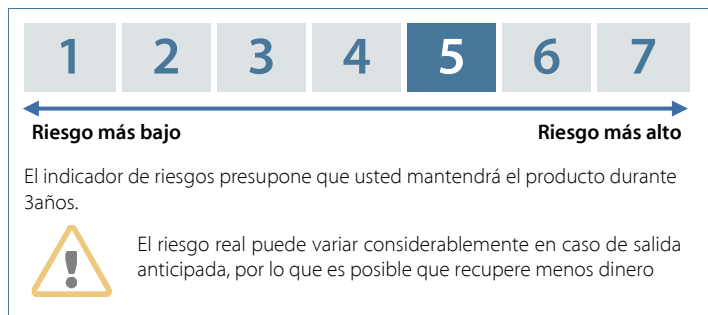 1 2 3 4 5 6 7
Riesgo más bajo Riesgo más alto
El indicador de riesgos presupone que usted mantendrá el producto durante
3años.
El riesgo real puede variar considerablemente en caso de salida
anticipada, por lo que es posible que recupere menos dinero